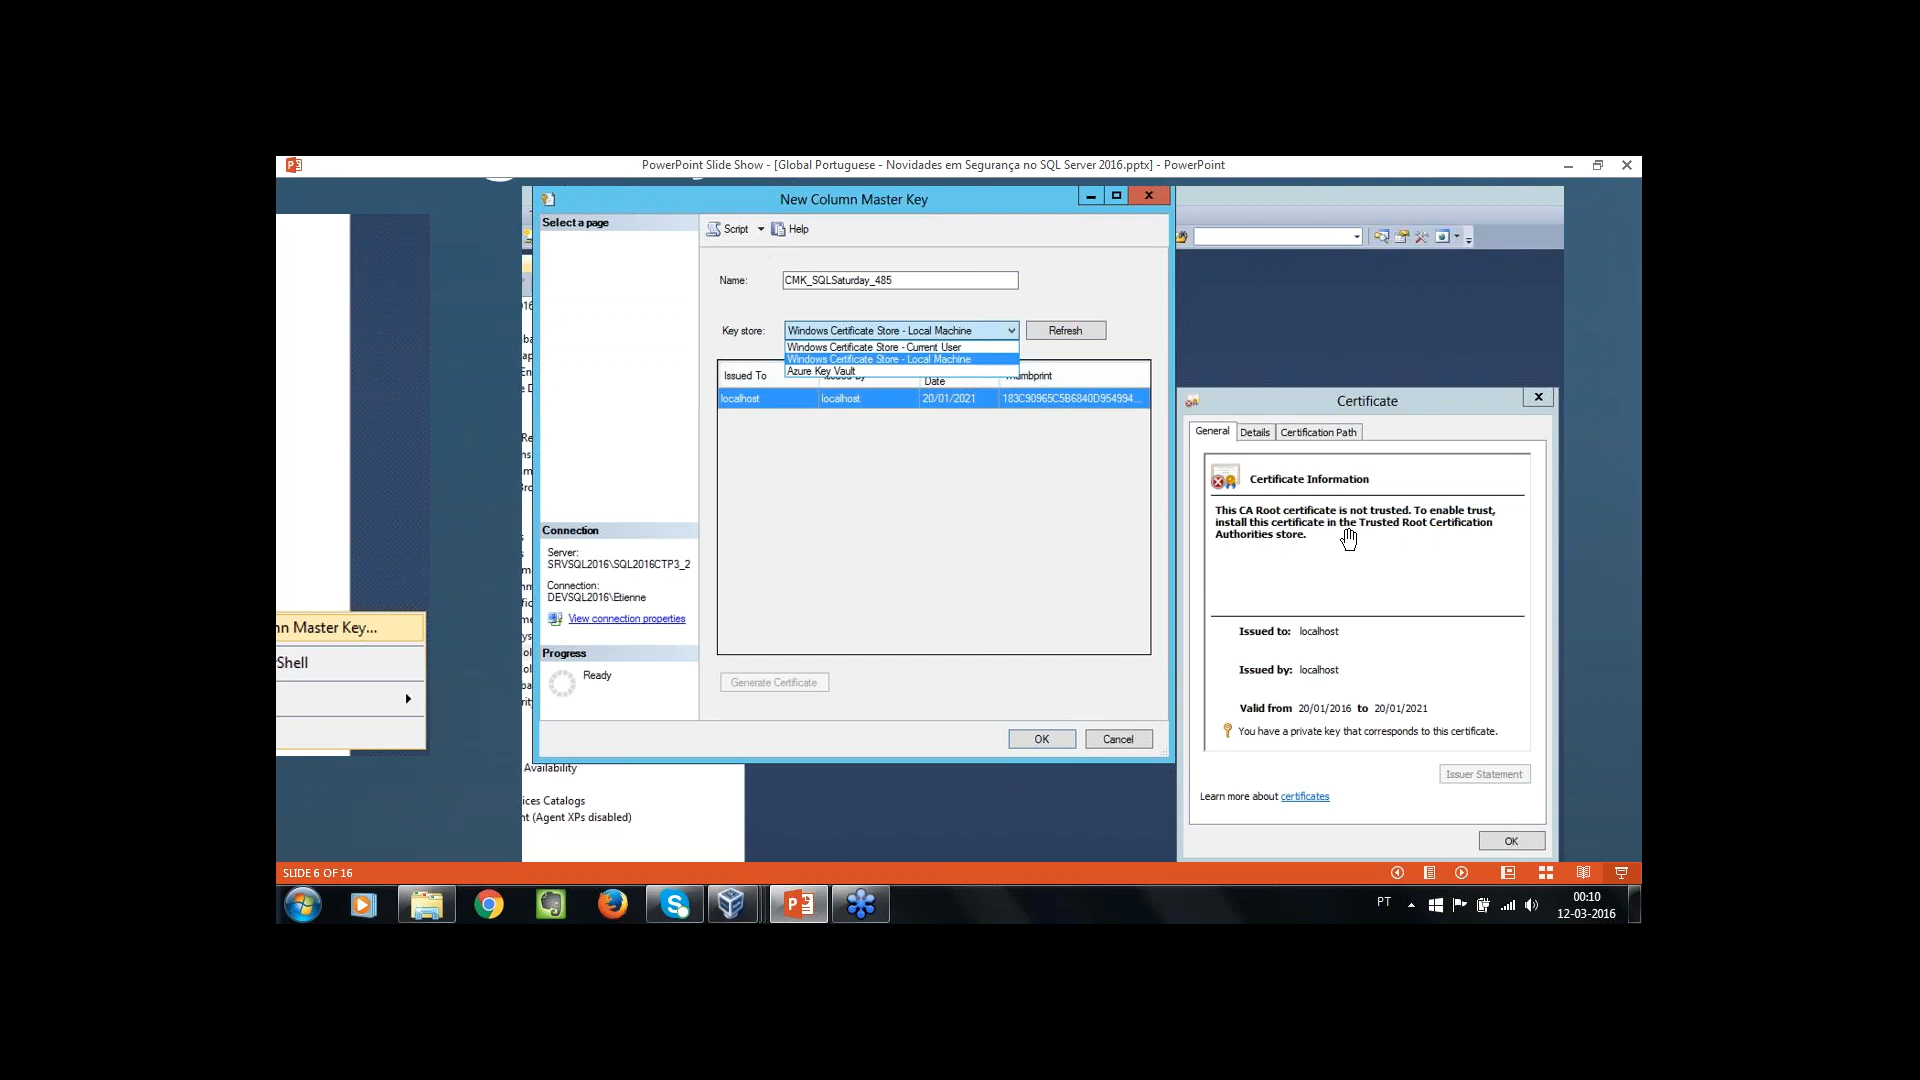 PowerPoint Slide Show - [Global Portuguese - Novidades em Segurança no SQL Server 2016.pptx] - PowerPoint
New Column Master Key
Select a page
Script
Help
Name:
CMK_SQLSaturday_485
Key store:
Windows Certificate Store - Local Machine
Refresh
Windows Certificate Store - Current User
Windows Certificate Store - Local Machine
Azure Key Vault
Issued To
Date
localhost
localhost
20/01/2021
183C90965C5B6840D954994...
Connection
Server:
SRVSQL2016\SQL2016CTP3_2
Connection:
DEVSQL2016\Etienne
View connection properties
Progress
Ready
Generate Certificate
OK
Cancel
n Master Key...
Shell
Availability
ices Catalogs
nt (Agent XPs disabled)
Certificate
General
Details
Certification Path
Certificate Information
This CA Root certificate is not trusted. To enable trust,
install this certificate in the Trusted Root Certification
Authorities store.
Issued to: localhost
Issued by: localhost
Valid from 20/01/2016 to 20/01/2021
You have a private key that corresponds to this certificate.
Issuer Statement
Learn more about certificates
OK
SLIDE 6 OF 16
PT
00:10
12-03-2016